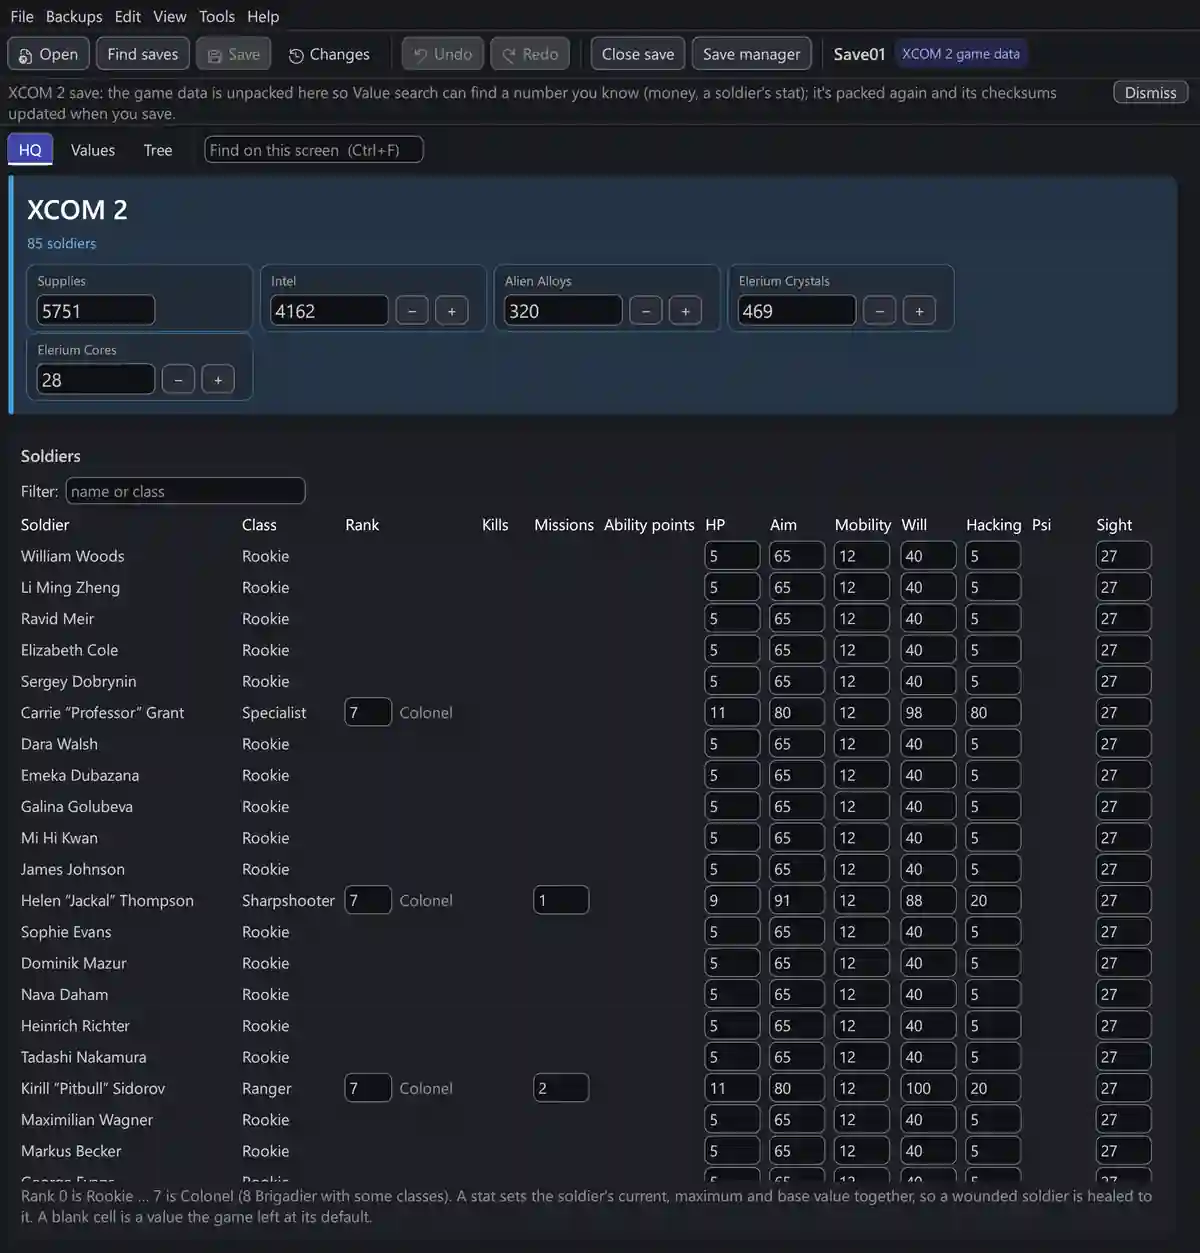 File Backups Edit View Tools Help
Open Find saves Save Changes Undo Redo Close save Save manager Save01 XCOM 2 game data
XCOM 2 save: the game data is unpacked here so Value search can find a number you know (money, a soldier's stat); it's packed again and its checksums
updated when you save.
Dismiss
HQ Values Tree Find on this screen (Ctrl+F)
XCOM 2
85 soldiers
Supplies Intel Alien Alloys Elerium Crystals
5751 4162 − + 320 − + 469 − +
Elerium Cores
28 − +
Soldiers
Filter: name or class
Soldier Class Rank Kills Missions Ability points HP Aim Mobility Will Hacking Psi Sight
William Woods Rookie 5 65 12 40 5 27
Li Ming Zheng Rookie 5 65 12 40 5 27
Ravid Meir Rookie 5 65 12 40 5 27
Elizabeth Cole Rookie 5 65 12 40 5 27
Sergey Dobrynin Rookie 5 65 12 40 5 27
Carrie "Professor" Grant Specialist 7 Colonel 11 80 12 98 80 27
Dara Walsh Rookie 5 65 12 40 5 27
Emeka Dubazana Rookie 5 65 12 40 5 27
Galina Golubeva Rookie 5 65 12 40 5 27
Mi Hi Kwan Rookie 5 65 12 40 5 27
James Johnson Rookie 5 65 12 40 5 27
Helen "Jackal" Thompson Sharpshooter 7 Colonel 1 9 91 12 88 20 27
Sophie Evans Rookie 5 65 12 40 5 27
Dominik Mazur Rookie 5 65 12 40 5 27
Nava Daham Rookie 5 65 12 40 5 27
Heinrich Richter Rookie 5 65 12 40 5 27
Tadashi Nakamura Rookie 5 65 12 40 5 27
Kirill "Pitbull" Sidorov Ranger 7 Colonel 2 11 80 12 100 20 27
Maximilian Wagner Rookie 5 65 12 40 5 27
Markus Becker Rookie 5 65 12 40 5 27
Rank 0 is Rookie ... 7 is Colonel (8 Brigadier with some classes). A stat sets the soldier's current, maximum and base value together, so a wounded soldier is healed to
it. A blank cell is a value the game left at its default.